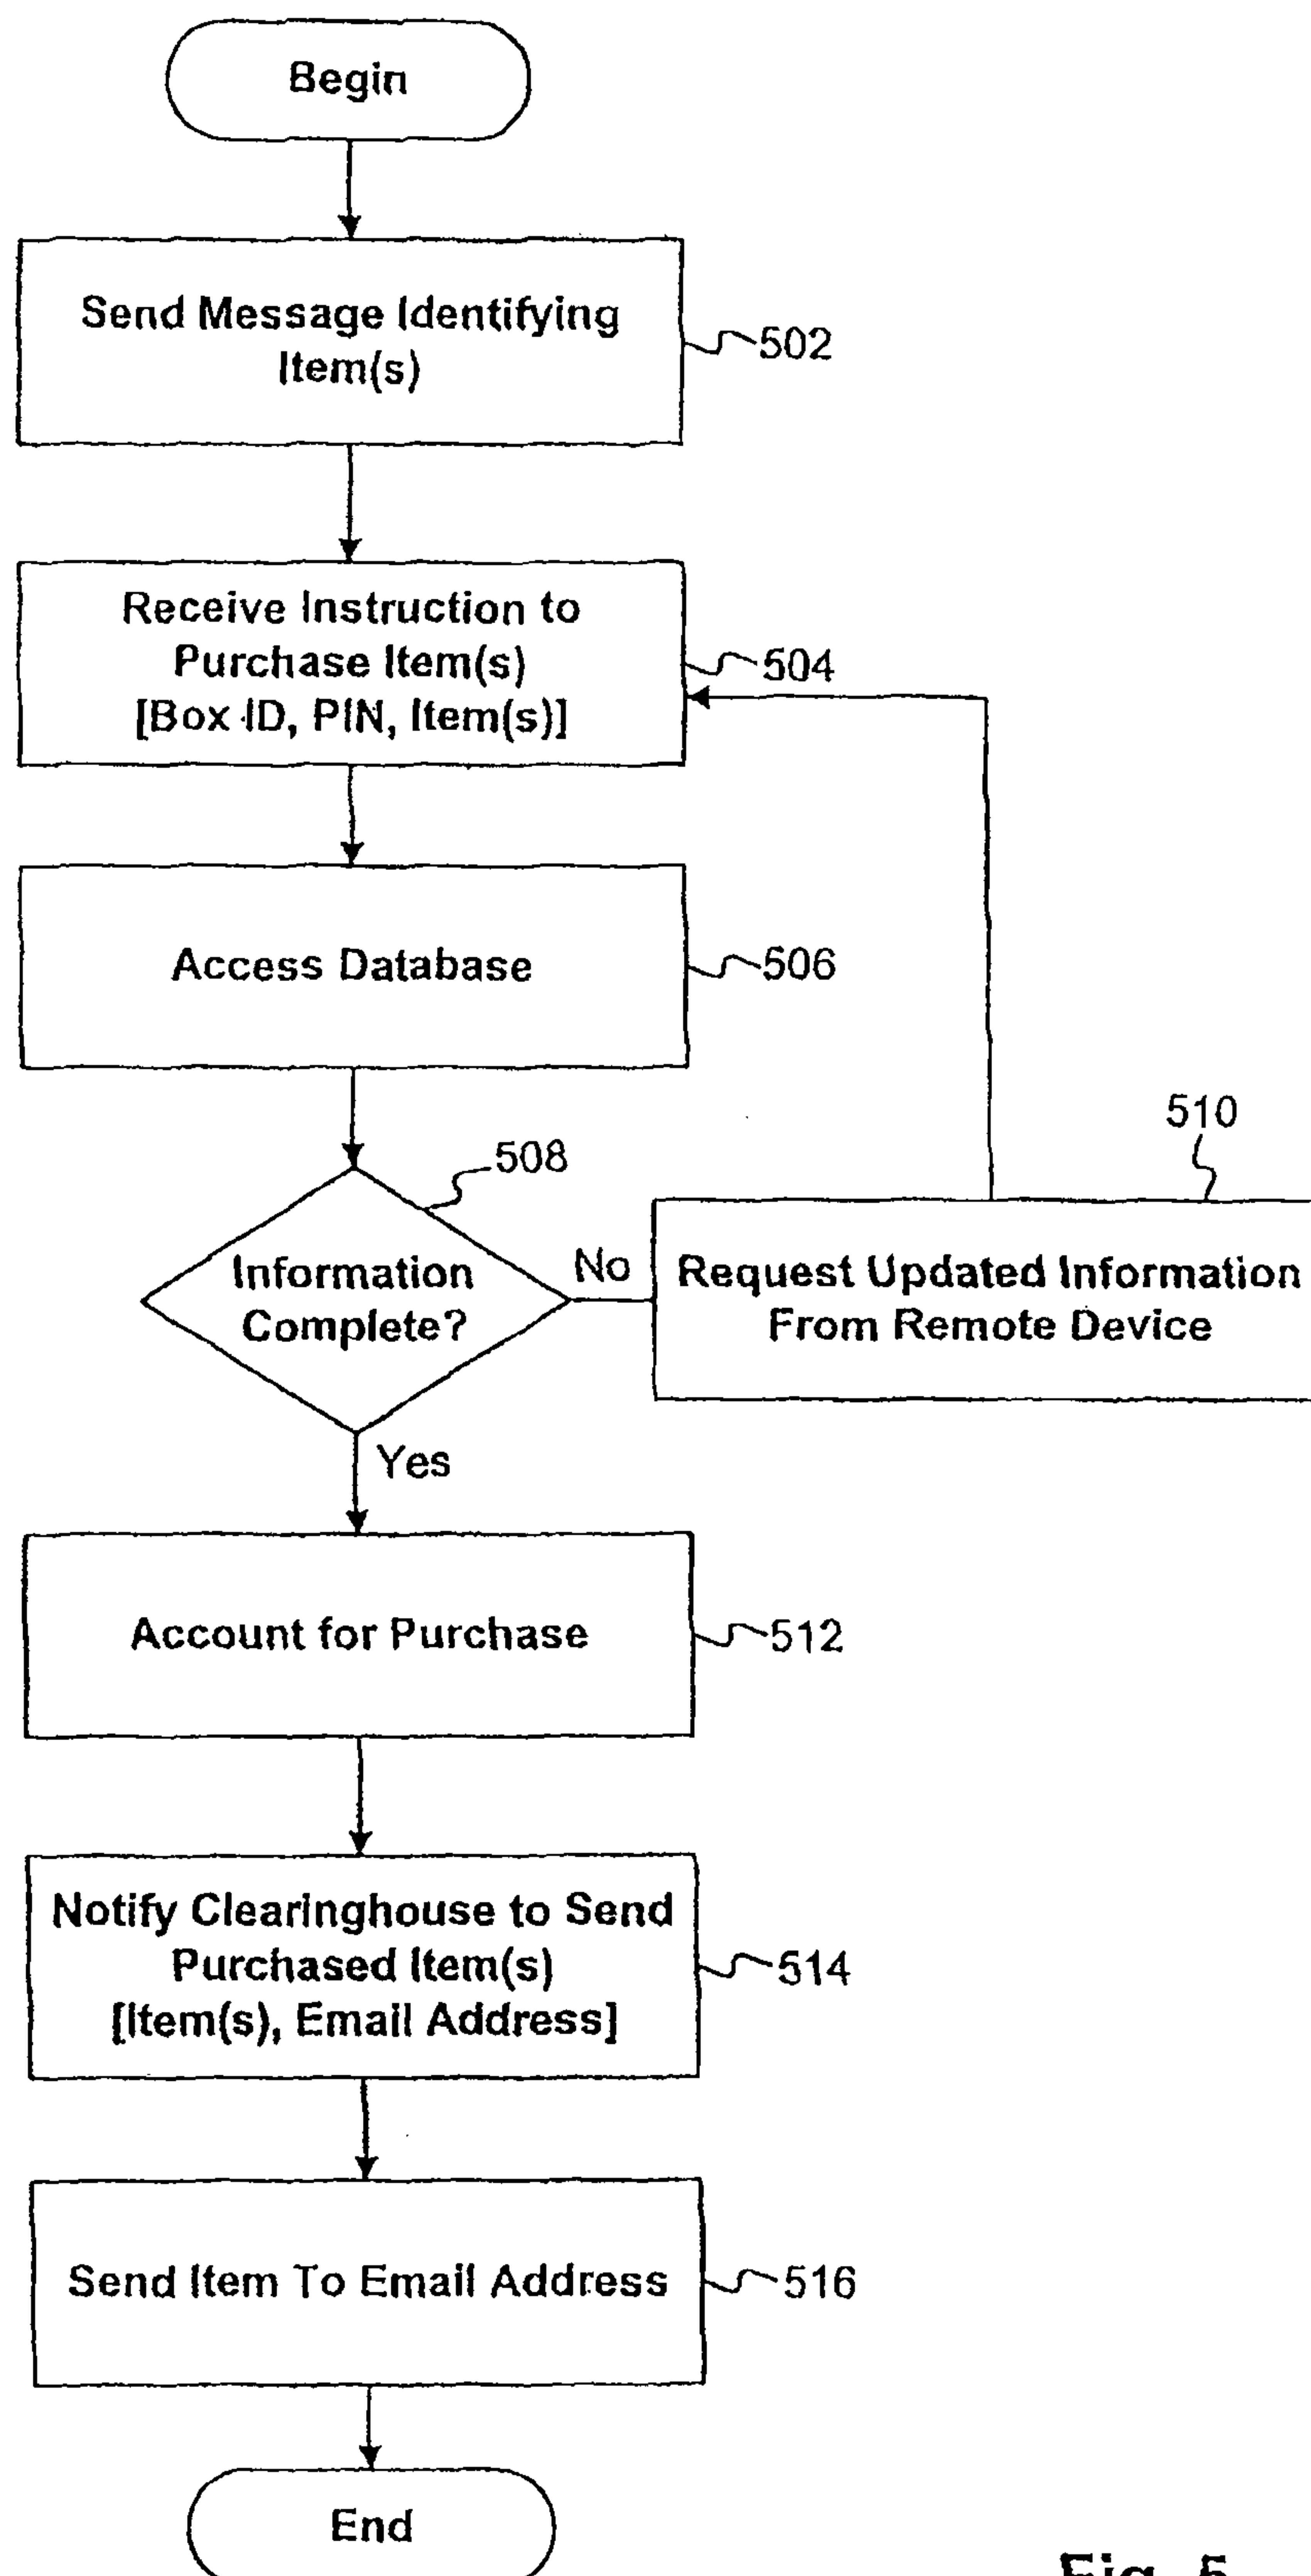 Begin
Send Message Identifying
Item(s)
502
Receive Instruction to
Purchase Item(s)
[Box ID, PIN, Item(s)]
504
Access Database
506
508
Information
Complete?
No
510
Request Updated Information
From Remote Device
Yes
Account for Purchase
512
Notify Clearinghouse to Send
Purchased Item(s)
[Item(s), Email Address]
514
Send Item To Email Address
516
End
Fig. 5